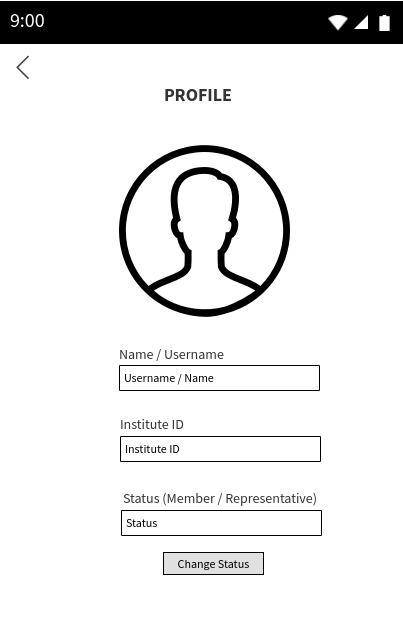 9:00
PROFILE
Name / Username
Username / Name
Institute ID
Institute ID
Status (Member / Representative)
Status
Change Status